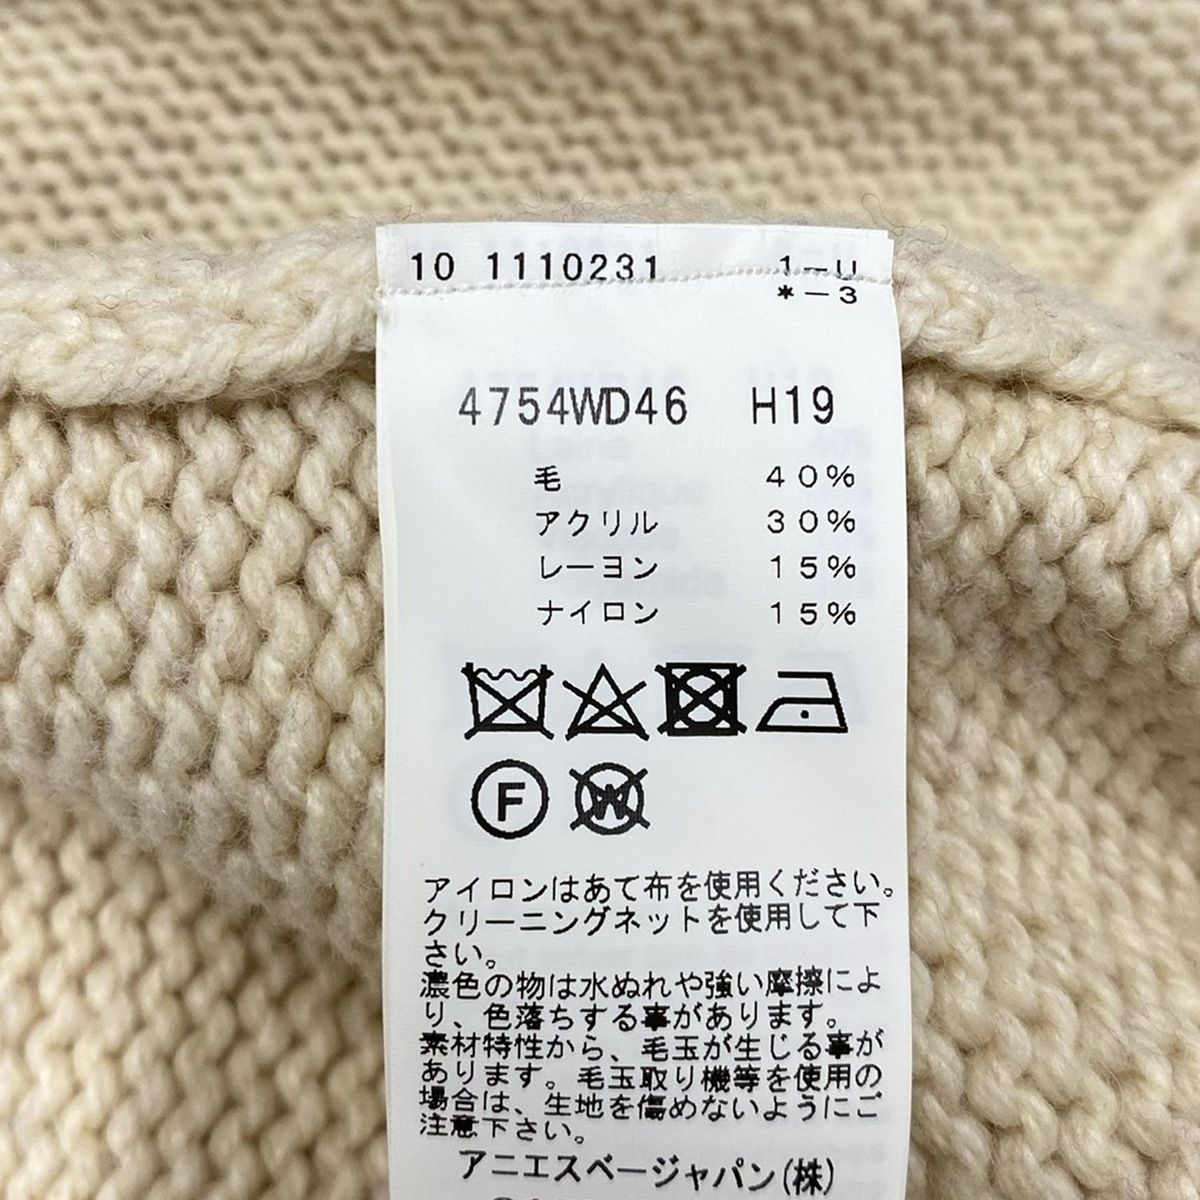 10 1110231 1-U
*-3
4754WD46 H19
毛 40%
アクリル 30%
レーヨン 15%
ナイロン 15%
F W
アイロンはあて布を使用ください。
クリーニングネットを使用して下
さい。
濃色の物は水ぬれや強い摩擦によ
り、色落ちする事があります。
素材特性から、毛玉が生じる事が
あります。毛玉取り機等を使用の
場合は、生地を傷めないようにご
注意下さい。
アニエスベージャパン(株)